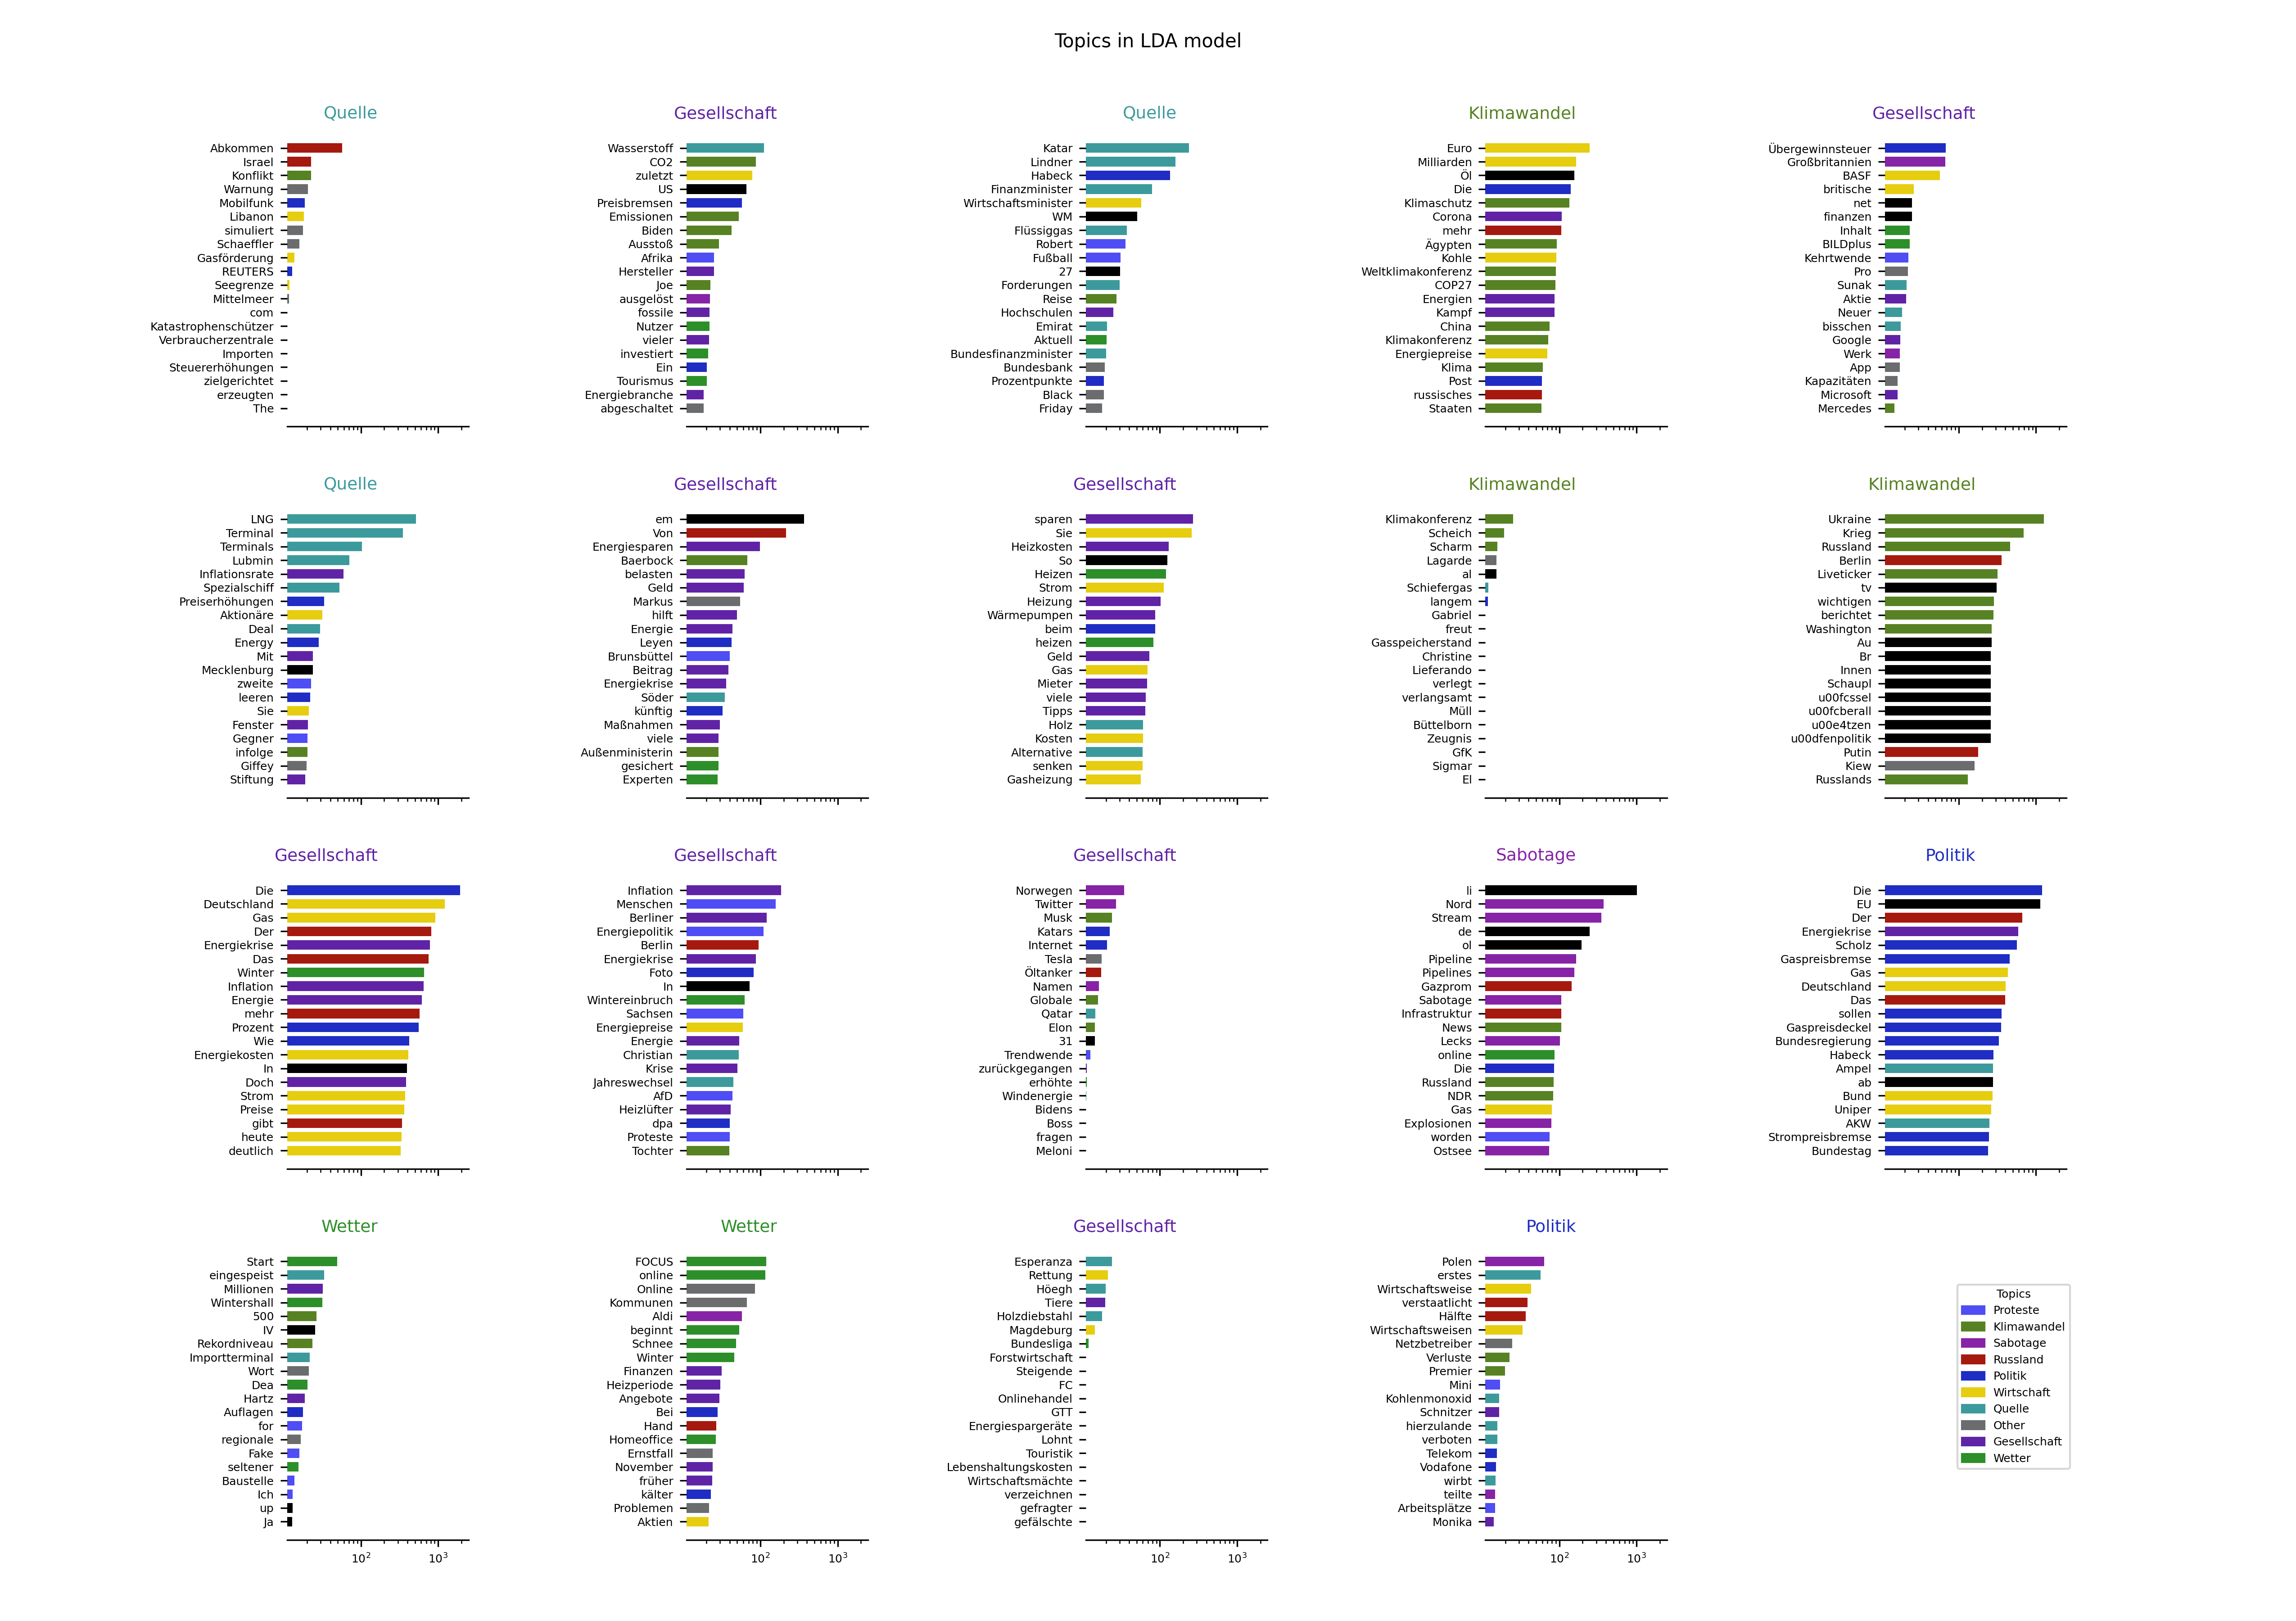 Topics in LDA model
Quelle
Abkommen
Israel
Konflikt
Warnung
Mobilfunk
Libanon
simuliert
Schaeffler
Gasförderung
REUTERS
Seegrenze
Mittelmeer
com
Katastrophenschützer
Verbraucherzentrale
Importen
Steuererhöhungen
zielgerichtet
erzeugten
The
Gesellschaft
Wasserstoff
CO2
zuletzt
US
Preisbremsen
Emissionen
Biden
Ausstoß
Afrika
Hersteller
Joe
ausgelöst
fossile
Nutzer
vieler
investiert
Ein
Tourismus
Energiebranche
abgeschaltet
Quelle
Katar
Lindner
Habeck
Finanzminister
Wirtschaftsminister
WM
Flüssiggas
Robert
Fußball
27
Forderungen
Reise
Hochschulen
Emirat
Aktuell
Bundesfinanzminister
Bundesbank
Prozentpunkte
Black
Friday
Klimawandel
Euro
Milliarden
Öl
Die
Klimaschutz
Corona
mehr
Ägypten
Kohle
Weltklimakonferenz
COP27
Energien
Kampf
China
Klimakonferenz
Energiepreise
Klima
Post
russisches
Staaten
Gesellschaft
Übergewinnsteuer
Großbritannien
BASF
britische
net
finanzen
Inhalt
BILDplus
Kehrtwende
Pro
Sunak
Aktie
Neuer
bisschen
Google
Werk
App
Kapazitäten
Microsoft
Mercedes
Quelle
LNG
Terminal
Terminals
Lubmin
Inflationsrate
Spezialschiff
Preiserhöhungen
Aktionäre
Deal
Energy
Mit
Mecklenburg
zweite
leeren
Sie
Fenster
Gegner
infolge
Giffey
Stiftung
Gesellschaft
em
Von
Energiesparen
Baerbock
belasten
Geld
Markus
hilft
Energie
Leyen
Brunsbüttel
Beitrag
Energiekrise
Söder
künftig
Maßnahmen
viele
Außenministerin
gesichert
Experten
Gesellschaft
sparen
Sie
Heizkosten
So
Heizen
Strom
Heizung
Wärmepumpen
beim
heizen
Geld
Gas
Mieter
viele
Tipps
Holz
Kosten
Alternative
senken
Gasheizung
Klimawandel
Klimakonferenz
Scheich
Scharm
Lagarde
al
Schiefergas
langem
Gabriel
freut
Gasspeicherstand
Christine
Lieferando
verlegt
verlangsamt
Müll
Büttelborn
Zeugnis
GfK
Sigmar
El
Klimawandel
Ukraine
Krieg
Russland
Berlin
Liveticker
tv
wichtigen
berichtet
Washington
Au
Br
Innen
Schaupl
u00fcssel
u00fcberall
u00e4tzen
u00dfenpolitik
Putin
Kiew
Russlands
Gesellschaft
Die
Deutschland
Gas
Der
Energiekrise
Das
Winter
Inflation
Energie
mehr
Prozent
Wie
Energiekosten
In
Doch
Strom
Preise
gibt
heute
deutlich
Gesellschaft
Inflation
Menschen
Berliner
Energiepolitik
Berlin
Energiekrise
Foto
In
Wintereinbruch
Sachsen
Energiepreise
Energie
Christian
Krise
Jahreswechsel
AfD
Heizlüfter
dpa
Proteste
Tochter
Gesellschaft
Norwegen
Twitter
Musk
Katars
Internet
Tesla
Öltanker
Namen
Globale
Qatar
Elon
31
Trendwende
zurückgegangen
erhöhte
Windenergie
Bidens
Boss
fragen
Meloni
Sabotage
li
Nord
Stream
de
ol
Pipeline
Pipelines
Gazprom
Sabotage
Infrastruktur
News
Lecks
online
Die
Russland
NDR
Gas
Explosionen
worden
Ostsee
Politik
Die
EU
Der
Energiekrise
Scholz
Gaspreisbremse
Gas
Deutschland
Das
sollen
Gaspreisdeckel
Bundesregierung
Habeck
Ampel
ab
Bund
Uniper
AKW
Strompreisbremse
Bundestag
Wetter
Start
eingespeist
Millionen
Wintershall
500
IV
Rekordniveau
Importterminal
Wort
Dea
Hartz
Auflagen
for
regionale
Fake
seltener
Baustelle
Ich
up
Ja
10² 10³
Wetter
FOCUS
online
Online
Kommunen
Aldi
beginnt
Schnee
Winter
Finanzen
Heizperiode
Angebote
Bei
Hand
Homeoffice
Ernstfall
November
früher
kälter
Problemen
Aktien
10² 10³
Gesellschaft
Esperanza
Rettung
Höegh
Tiere
Holzdiebstahl
Magdeburg
Bundesliga
Forstwirtschaft
Steigende
FC
Onlinehandel
GTT
Energiespargeräte
Lohnt
Touristik
Lebenshaltungskosten
Wirtschaftsmächte
verzeichnen
gefragter
gefälschte
10² 10³
Politik
Polen
erstes
Wirtschaftsweise
verstaatlicht
Hälfte
Wirtschaftsweisen
Netzbetreiber
Verluste
Premier
Mini
Kohlenmonoxid
Schnitzer
hierzulande
verboten
Telekom
Vodafone
wirbt
teilte
Arbeitsplätze
Monika
10² 10³
Topics
Proteste
Klimawandel
Sabotage
Russland
Politik
Wirtschaft
Quelle
Other
Gesellschaft
Wetter